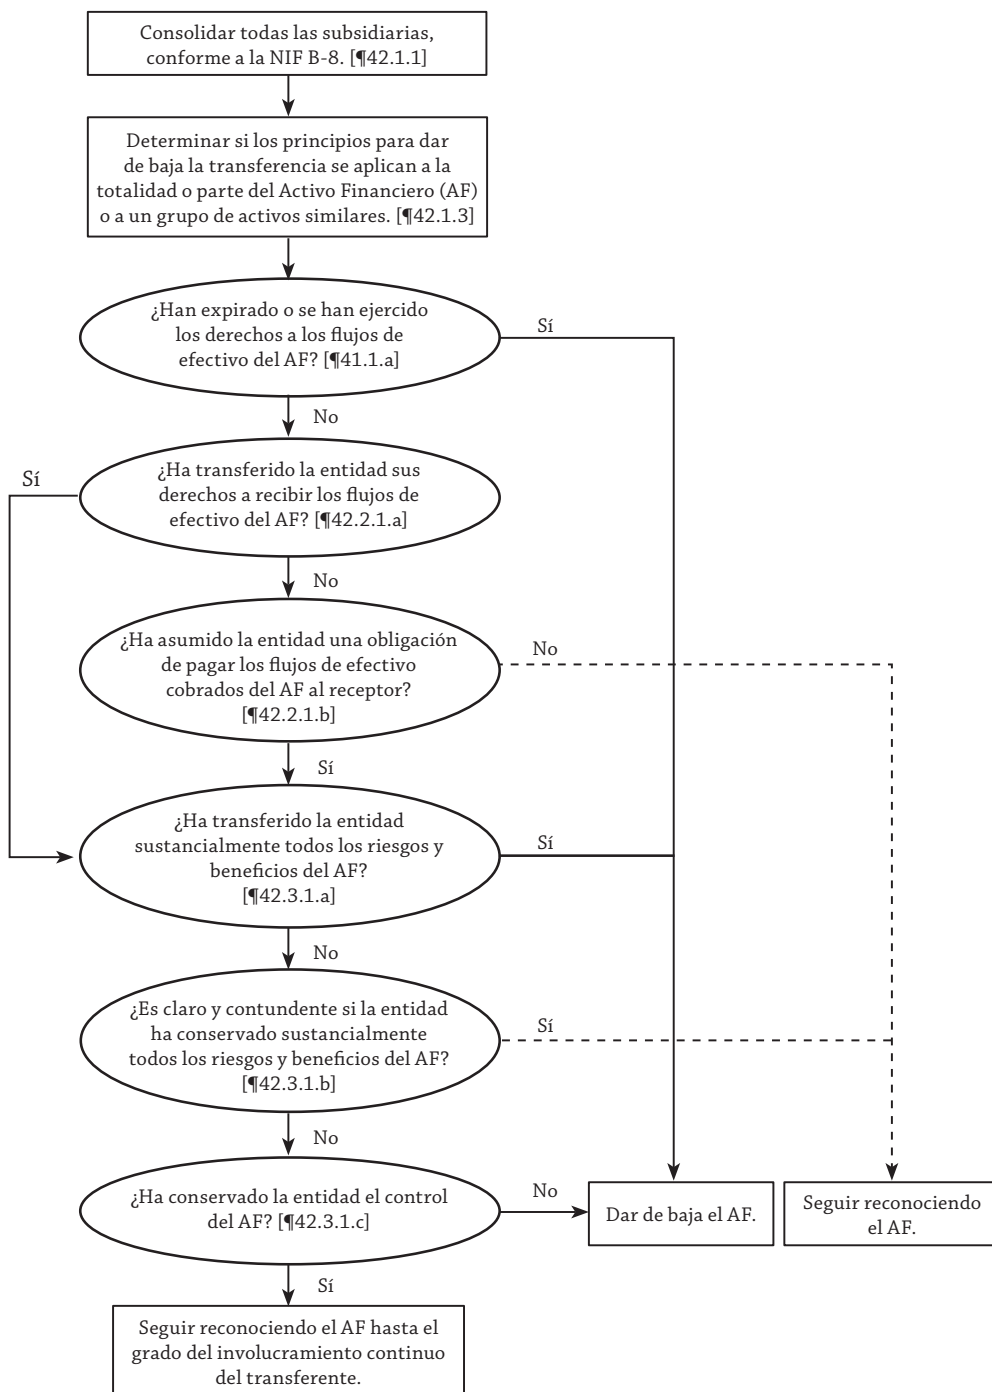 Consolidar todas las subsidiarias,
conforme a la NIF B-8. [¶42.1.1]
Determinar si los principios para dar
de baja la transferencia se aplican a la
totalidad o parte del Activo Financiero (AF)
o a un grupo de activos similares. [¶42.1.3]
¿Han expirado o se han ejercido
los derechos a los flujos de
efectivo del AF? [¶41.1.a]
Sí
No
¿Ha transferido la entidad sus
derechos a recibir los flujos de
efectivo del AF? [¶42.2.1.a]
Sí
No
¿Ha asumido la entidad una obligación
de pagar los flujos de efectivo
cobrados del AF al receptor?
[¶42.2.1.b]
No
Sí
¿Ha transferido la entidad
sustancialmente todos los riesgos y
beneficios del AF?
[¶42.3.1.a]
Sí
No
¿Es claro y contundente si la entidad
ha conservado sustancialmente
todos los riesgos y beneficios del AF?
[¶42.3.1.b]
Sí
No
¿Ha conservado la entidad el control
del AF? [¶42.3.1.c]
No
Dar de baja el AF.
Seguir reconociendo
el AF.
Sí
Seguir reconociendo el AF hasta el
grado del involucramiento continuo
del transferente.